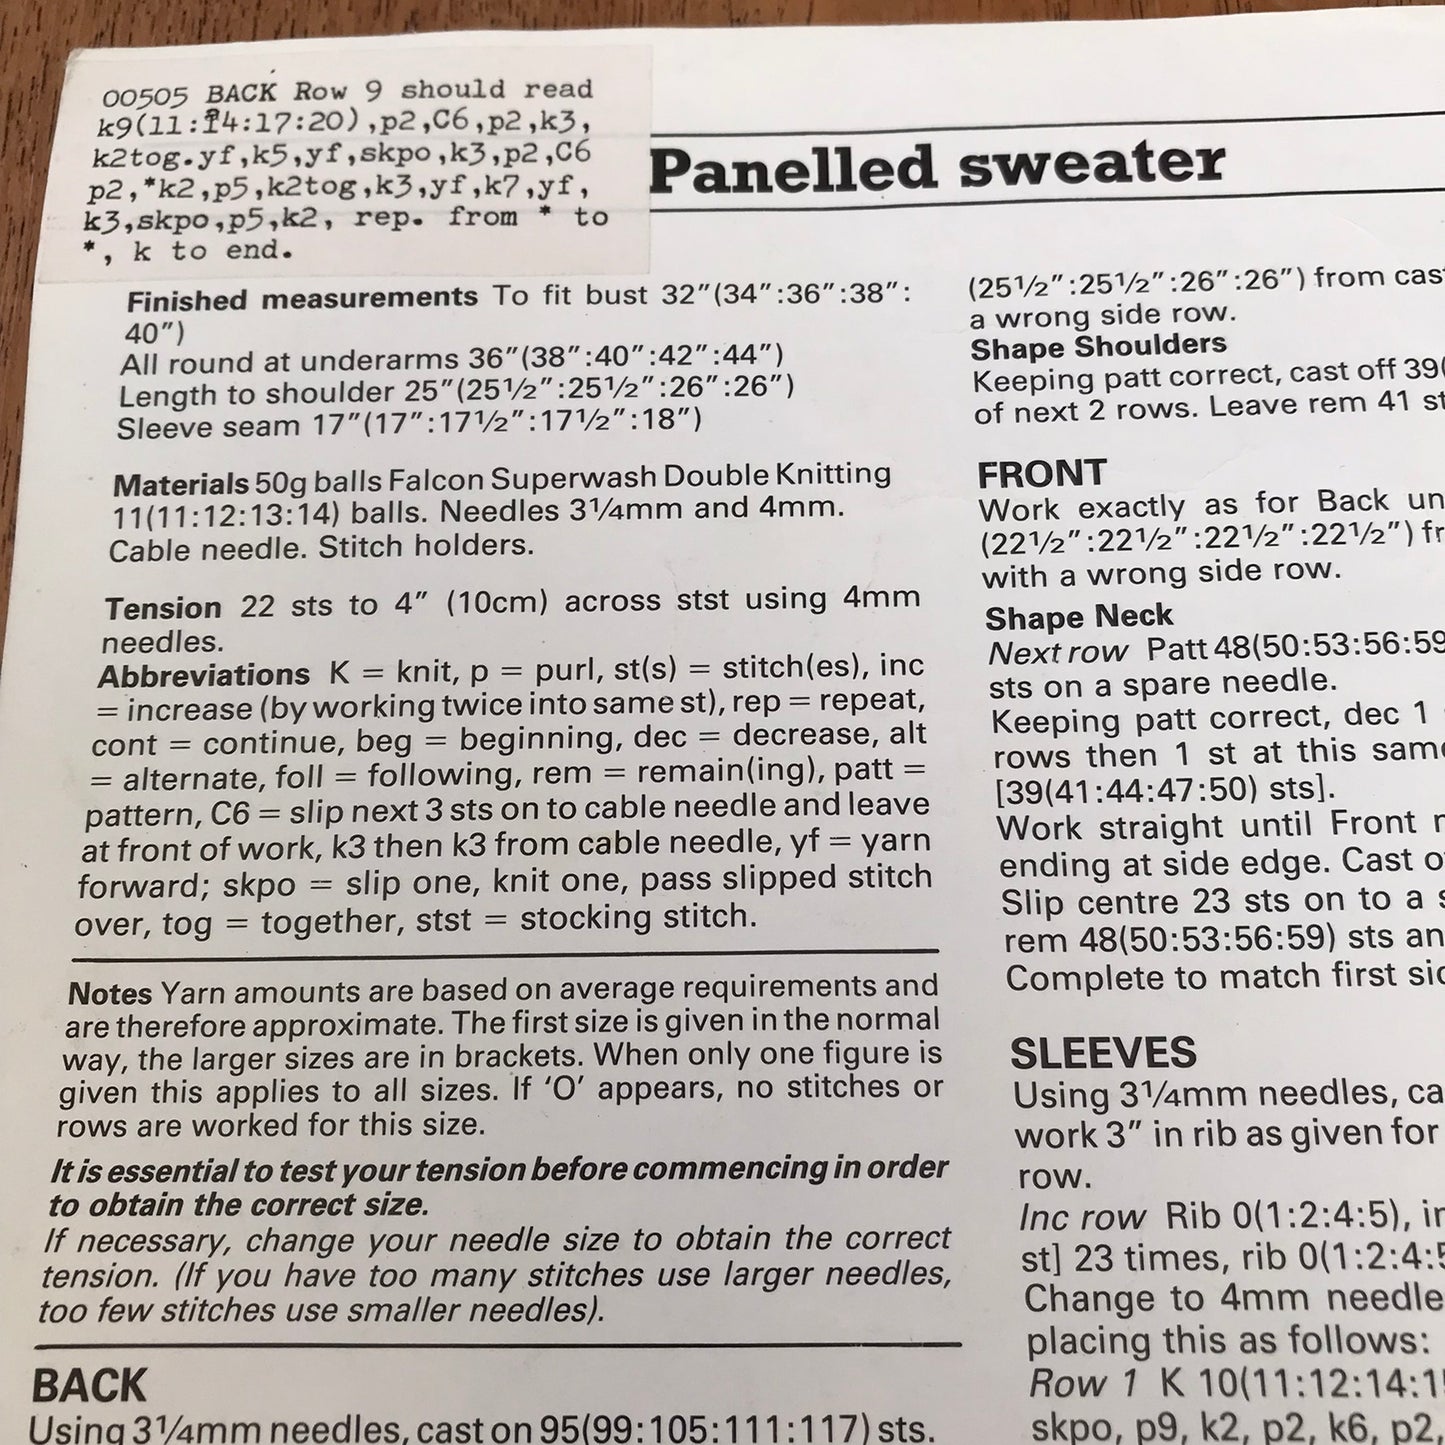 00505 BACK Row 9 should read
k9(11:14:17:20),p2,C6,p2,k3,
k2tog.yf,k5,yf,skpo,k3,p2,C6
p2,*k2,p5,k2tog,k3,yf,k7,yf,
k3,skpo,p5,k2, rep. from * to
*, k to end.
Panelled sweater
Finished measurements To fit bust 32"(34":36":38":
40")
All round at underarms 36"(38":40":42":44")
Length to shoulder 25"(25½":25½":26":26")
Sleeve seam 17"(17":17½":17½":18")
Materials 50g balls Falcon Superwash Double Knitting
11(11:12:13:14) balls. Needles 3¼mm and 4mm.
Cable needle. Stitch holders.
Tension 22 sts to 4" (10cm) across stst using 4mm
needles.
Abbreviations K = knit, p = purl, st(s) = stitch(es), inc
= increase (by working twice into same st), rep = repeat,
cont = continue, beg = beginning, dec = decrease, alt
= alternate, foll = following, rem = remain(ing), patt =
pattern, C6 = slip next 3 sts on to cable needle and leave
at front of work, k3 then k3 from cable needle, yf = yarn
forward; skpo = slip one, knit one, pass slipped stitch
over, tog = together, stst = stocking stitch.
Notes Yarn amounts are based on average requirements and
are therefore approximate. The first size is given in the normal
way, the larger sizes are in brackets. When only one figure is
given this applies to all sizes. If 'O' appears, no stitches or
rows are worked for this size.
It is essential to test your tension before commencing in order
to obtain the correct size.
If necessary, change your needle size to obtain the correct
tension. (If you have too many stitches use larger needles,
too few stitches use smaller needles).
BACK
Using 3¼mm needles, cast on 95(99:105:111:117) sts.
(25½":25½":26":26") from cas
a wrong side row.
Shape Shoulders
Keeping patt correct, cast off 39(
of next 2 rows. Leave rem 41 st
FRONT
Work exactly as for Back un
(22½":22½":22½":22½") fr
with a wrong side row.
Shape Neck
Next row Patt 48(50:53:56:59
sts on a spare needle.
Keeping patt correct, dec 1
rows then 1 st at this sam
[39(41:44:47:50) sts].
Work straight until Front
ending at side edge. Cast o
Slip centre 23 sts on to a
rem 48(50:53:56:59) sts an
Complete to match first sid
SLEEVES
Using 3¼mm needles, ca
work 3" in rib as given for
row.
Inc row Rib 0(1:2:4:5), in
st] 23 times, rib 0(1:2:4:5
Change to 4mm needle
placing this as follows:
Row 1 K 10(11:12:14:1
skpo, p9, k2, p2, k6, p2,